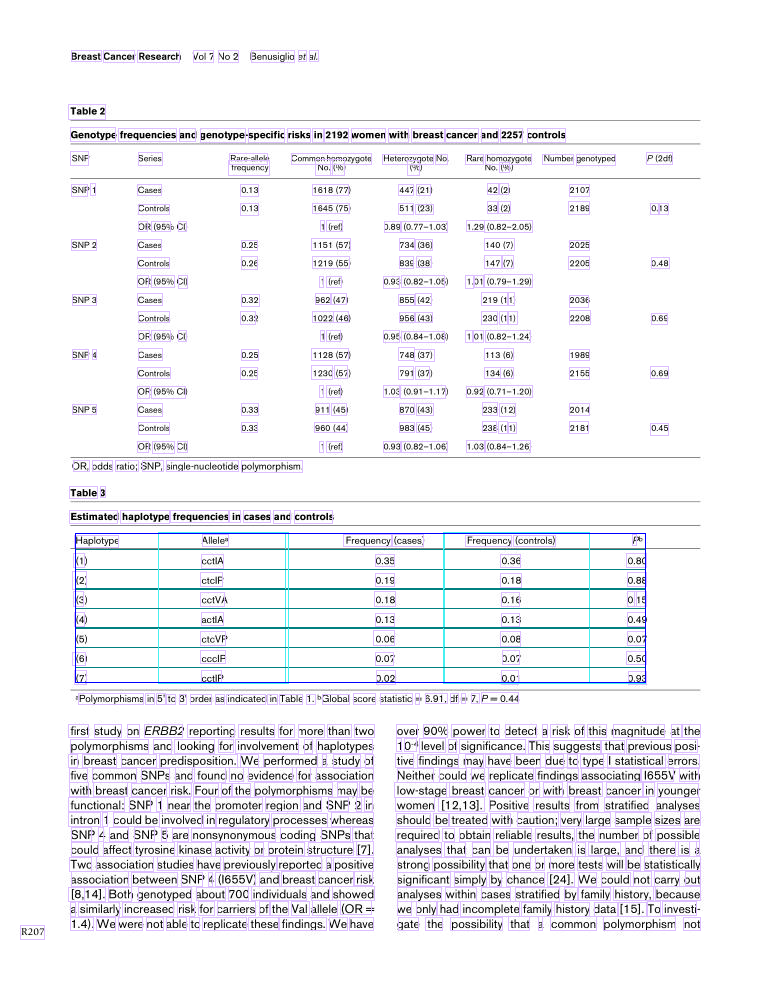 Breast Cancer Research Vol 7 No 2 Benusiglio et al.
Table 2
Genotype frequencies and genotype-specific risks in 2192 women with breast cancer and 2257 controls
SNP Series Rare-allele frequency Common homozygote No. (%) Heterozygote No. (%) Rare homozygote No. (%) Number genotyped P (2df)
SNP 1 Cases 0.13 1618 (77) 447 (21) 42 (2) 2107
Controls 0.13 1645 (75) 511 (23) 33 (2) 2189 0.13
OR (95% CI) 1 (ref) 0.89 (0.77–1.03) 1.29 (0.82–2.05)
SNP 2 Cases 0.25 1151 (57) 734 (36) 140 (7) 2025
Controls 0.26 1219 (55) 839 (38) 147 (7) 2205 0.48
OR (95% CI) 1 (ref) 0.93 (0.82–1.05) 1.01 (0.79–1.29)
SNP 3 Cases 0.32 962 (47) 855 (42) 219 (11) 2036
Controls 0.32 1022 (46) 956 (43) 230 (11) 2208 0.69
OR (95% CI) 1 (ref) 0.95 (0.84–1.08) 1.01 (0.82–1.24)
SNP 4 Cases 0.25 1128 (57) 748 (37) 113 (6) 1989
Controls 0.25 1230 (57) 791 (37) 134 (6) 2155 0.69
OR (95% CI) 1 (ref) 1.03 (0.91–1.17) 0.92 (0.71–1.20)
SNP 5 Cases 0.33 911 (45) 870 (43) 233 (12) 2014
Controls 0.33 960 (44) 983 (45) 238 (11) 2181 0.45
OR (95% CI) 1 (ref) 0.93 (0.82–1.06) 1.03 (0.84–1.26)
OR, odds ratio; SNP, single-nucleotide polymorphism.
Table 3
Estimated haplotype frequencies in cases and controls
Haplotype Alleleᵃ Frequency (cases) Frequency (controls) Pᵇ
(1) cctIA 0.35 0.36 0.80
(2) ctcIP 0.19 0.18 0.88
(3) cctVA 0.18 0.16 0.15
(4) actIA 0.13 0.13 0.49
(5) ctcVP 0.06 0.08 0.07
(6) cccIP 0.07 0.07 0.50
(7) cctIP 0.02 0.01 0.93
ᵃPolymorphisms in 5' to 3' order as indicated in Table 1. ᵇGlobal score statistic = 6.91, df = 7, P = 0.44
first study on ERBB2 reporting results for more than two
polymorphisms and looking for involvement of haplotypes
in breast cancer predisposition. We performed a study of
five common SNPs and found no evidence for association
with breast cancer risk. Four of the polymorphisms may be
functional: SNP 1 near the promoter region and SNP 2 in
intron 1 could be involved in regulatory processes whereas
SNP 4 and SNP 5 are nonsynonymous coding SNPs that
could affect tyrosine kinase activity or protein structure [7].
Two association studies have previously reported a positive
association between SNP 4 (I655V) and breast cancer risk
[8,14]. Both genotyped about 700 individuals and showed
a similarly increased risk for carriers of the Val allele (OR =
1.4). We were not able to replicate these findings. We have
over 90% power to detect a risk of this magnitude at the
10⁻⁴ level of significance. This suggests that previous posi-
tive findings may have been due to type I statistical errors.
Neither could we replicate findings associating I655V with
low-stage breast cancer or with breast cancer in younger
women [12,13]. Positive results from stratified analyses
should be treated with caution; very large sample sizes are
required to obtain reliable results, the number of possible
analyses that can be undertaken is large, and there is a
strong possibility that one or more tests will be statistically
significant simply by chance [24]. We could not carry out
analyses within cases stratified by family history, because
we only had incomplete family history data [15]. To investi-
gate the possibility that a common polymorphism not
R207